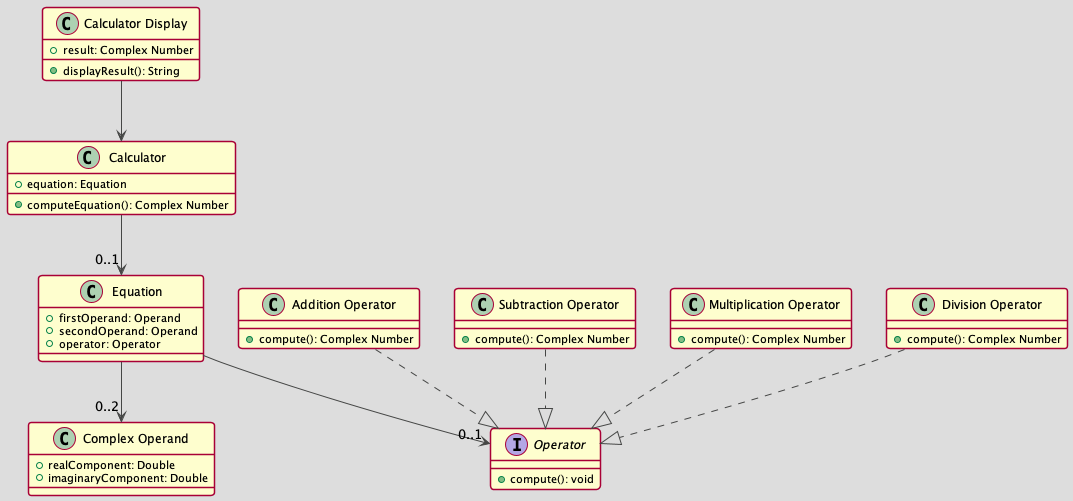 C Calculator Display
result: Complex Number
displayResult(): String
C Calculator
equation: Equation
computeEquation(): Complex Number
0..1
C Equation
firstOperand: Operand
secondOperand: Operand
operator: Operator
C Addition Operator
compute(): Complex Number
C Subtraction Operator
compute(): Complex Number
C Multiplication Operator
compute(): Complex Number
C Division Operator
compute(): Complex Number
0..2
0..1
C Complex Operand
realComponent: Double
imaginaryComponent: Double
I Operator
compute(): void